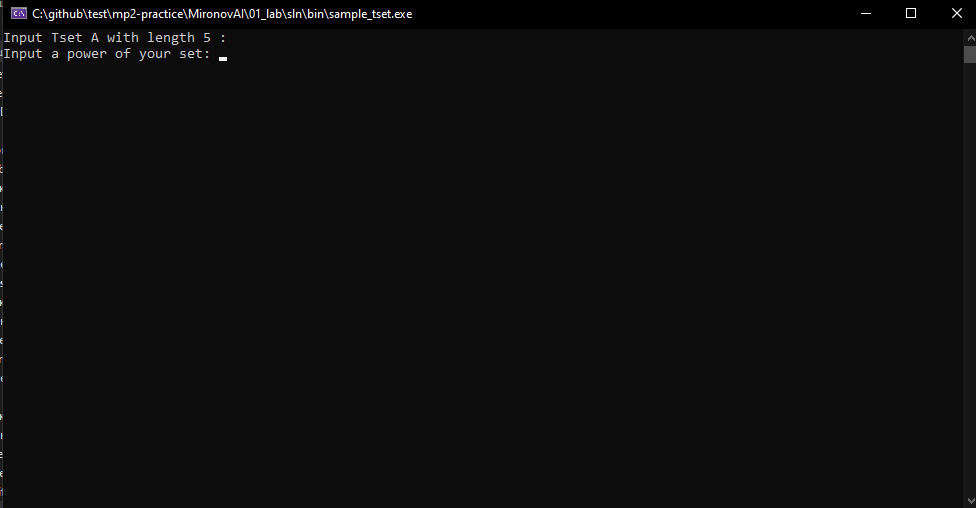 C:\github\test\mp2-practice\MironovAI\01_lab\sln\bin\sample_tset.exe
Input Tset A with length 5 :
Input a power of your set: